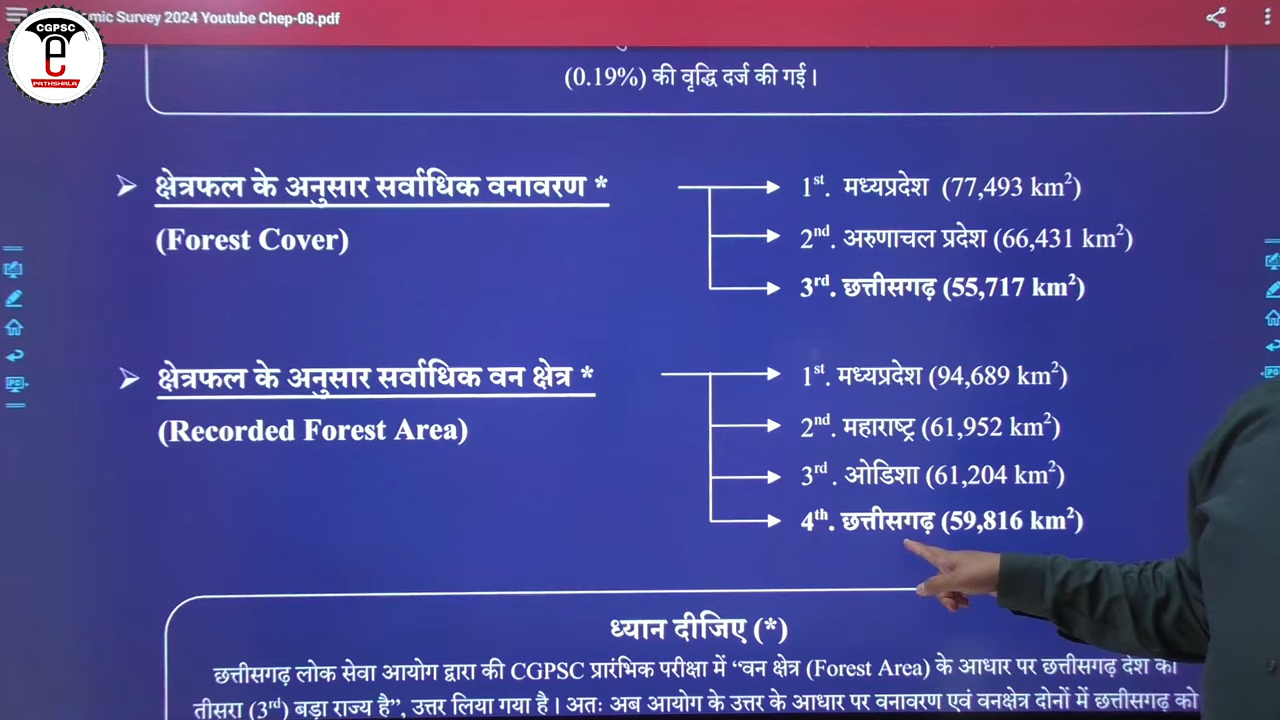 mic Survey 2024 Youtube Chep-08.pdf
CGPSC
e
PATHSHALA
(0.19%) की वृद्धि दर्ज की गई।
➢ क्षेत्रफल के अनुसार सर्वाधिक वनावरण *
(Forest Cover)
1st. मध्यप्रदेश (77,493 km²)
2nd. अरुणाचल प्रदेश (66,431 km²)
3rd. छत्तीसगढ़ (55,717 km²)
➢ क्षेत्रफल के अनुसार सर्वाधिक वन क्षेत्र *
(Recorded Forest Area)
1st. मध्यप्रदेश (94,689 km²)
2nd. महाराष्ट्र (61,952 km²)
3rd. ओडिशा (61,204 km²)
4th. छत्तीसगढ़ (59,816 km²)
ध्यान दीजिए (*)
छत्तीसगढ़ लोक सेवा आयोग द्वारा की CGPSC प्रारंभिक परीक्षा में “वन क्षेत्र (Forest Area) के आधार पर छत्तीसगढ़ देश का
तीसरा (3rd) बड़ा राज्य है”, उत्तर लिया गया है। अतः अब आयोग के उत्तर के आधार पर वनावरण एवं वनक्षेत्र दोनों में छत्तीसगढ़ को
PC
PC